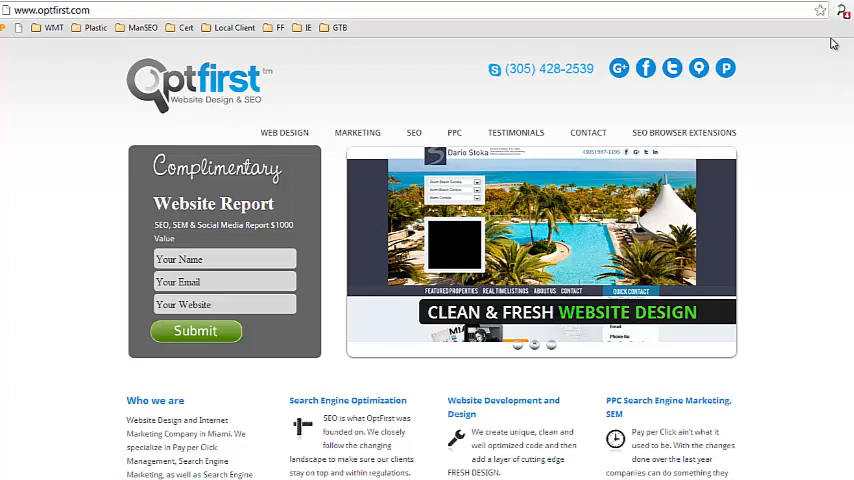 www.optfirst.com
WMT Plastic ManSEO Cert Local Client FF IE GTB
Optfirst™
Website Design & SEO
(305) 428-2539
WEB DESIGN MARKETING SEO PPC TESTIMONIALS CONTACT SEO BROWSER EXTENSIONS
Complimentary
Website Report
SEO, SEM & Social Media Report $1000
Value
Your Name
Your Email
Your Website
Submit
Dario Stoka
FEATURED PROPERTIES REAL TIME LISTINGS ABOUT US CONTACT QUICK CONTACT
CLEAN & FRESH WEBSITE DESIGN
Email
Phone No
Who we are
Website Design and Internet
Marketing Company in Miami. We
specialize in Pay per Click
Management, Search Engine
Marketing, as well as Search Engine
Search Engine Optimization
SEO is what OptFirst was
founded on. We closely
follow the changing
landscape to make sure our clients
stay on top and within regulations.
Website Development and
Design
We create unique, clean and
well optimized code and then
add a layer of cutting edge
FRESH DESIGN.
PPC Search Engine Marketing,
SEM
Pay per Click ain't what it
used to be. With the changes
done over the last year
companies can do something they